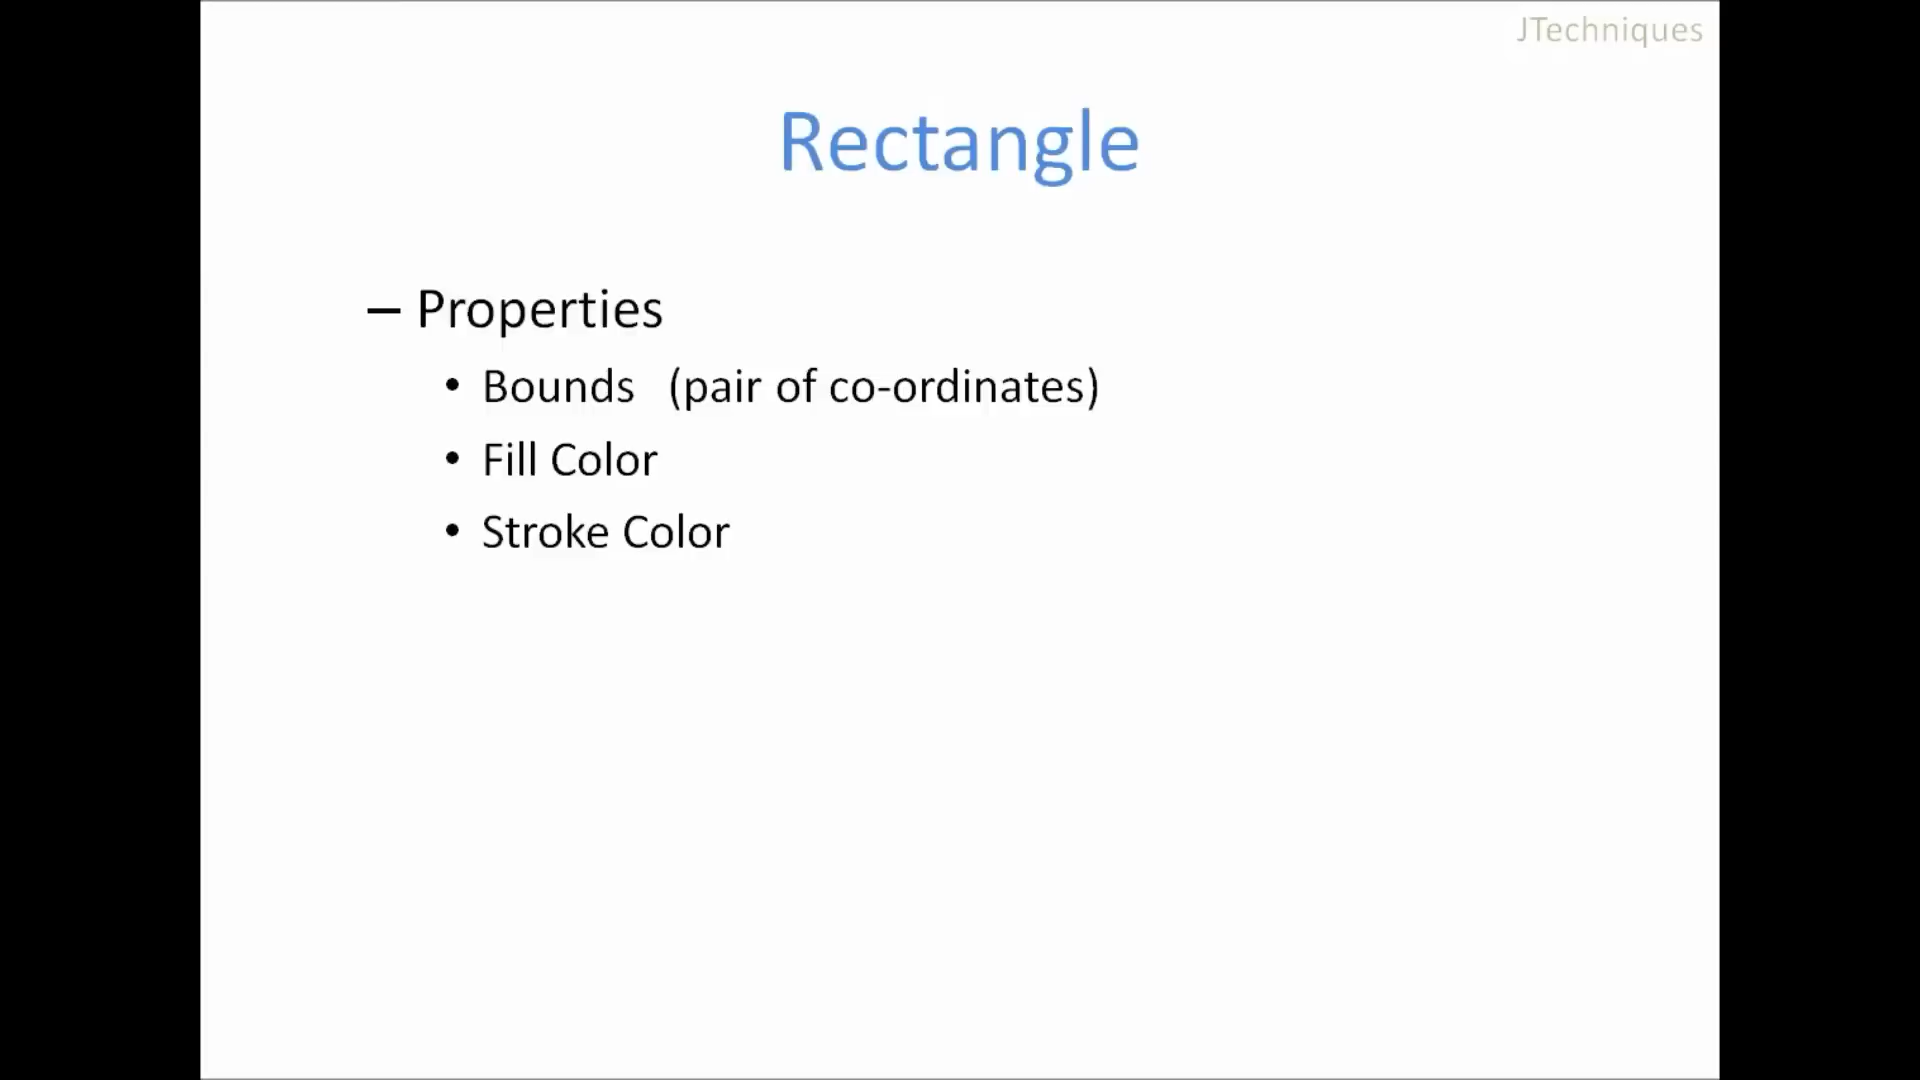 JTechniques
Rectangle
– Properties
• Bounds (pair of co-ordinates)
• Fill Color
• Stroke Color